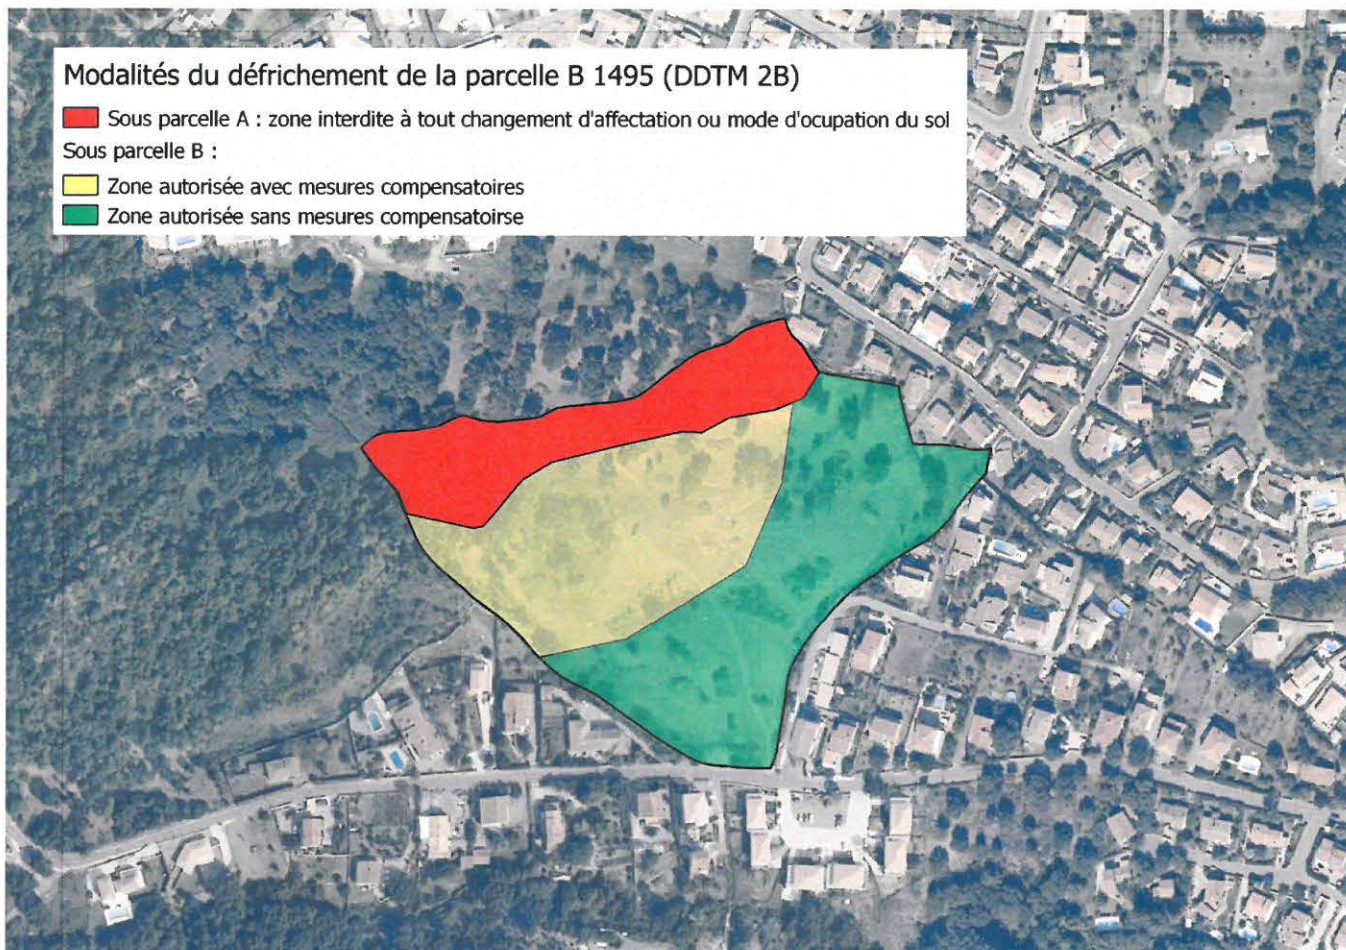 Modalités du défrichement de la parcelle B 1495 (DDTM 2B)
Sous parcelle A : zone interdite à tout changement d'affectation ou mode d'ocupation du sol
Sous parcelle B :
Zone autorisée avec mesures compensatoires
Zone autorisée sans mesures compensatoirse